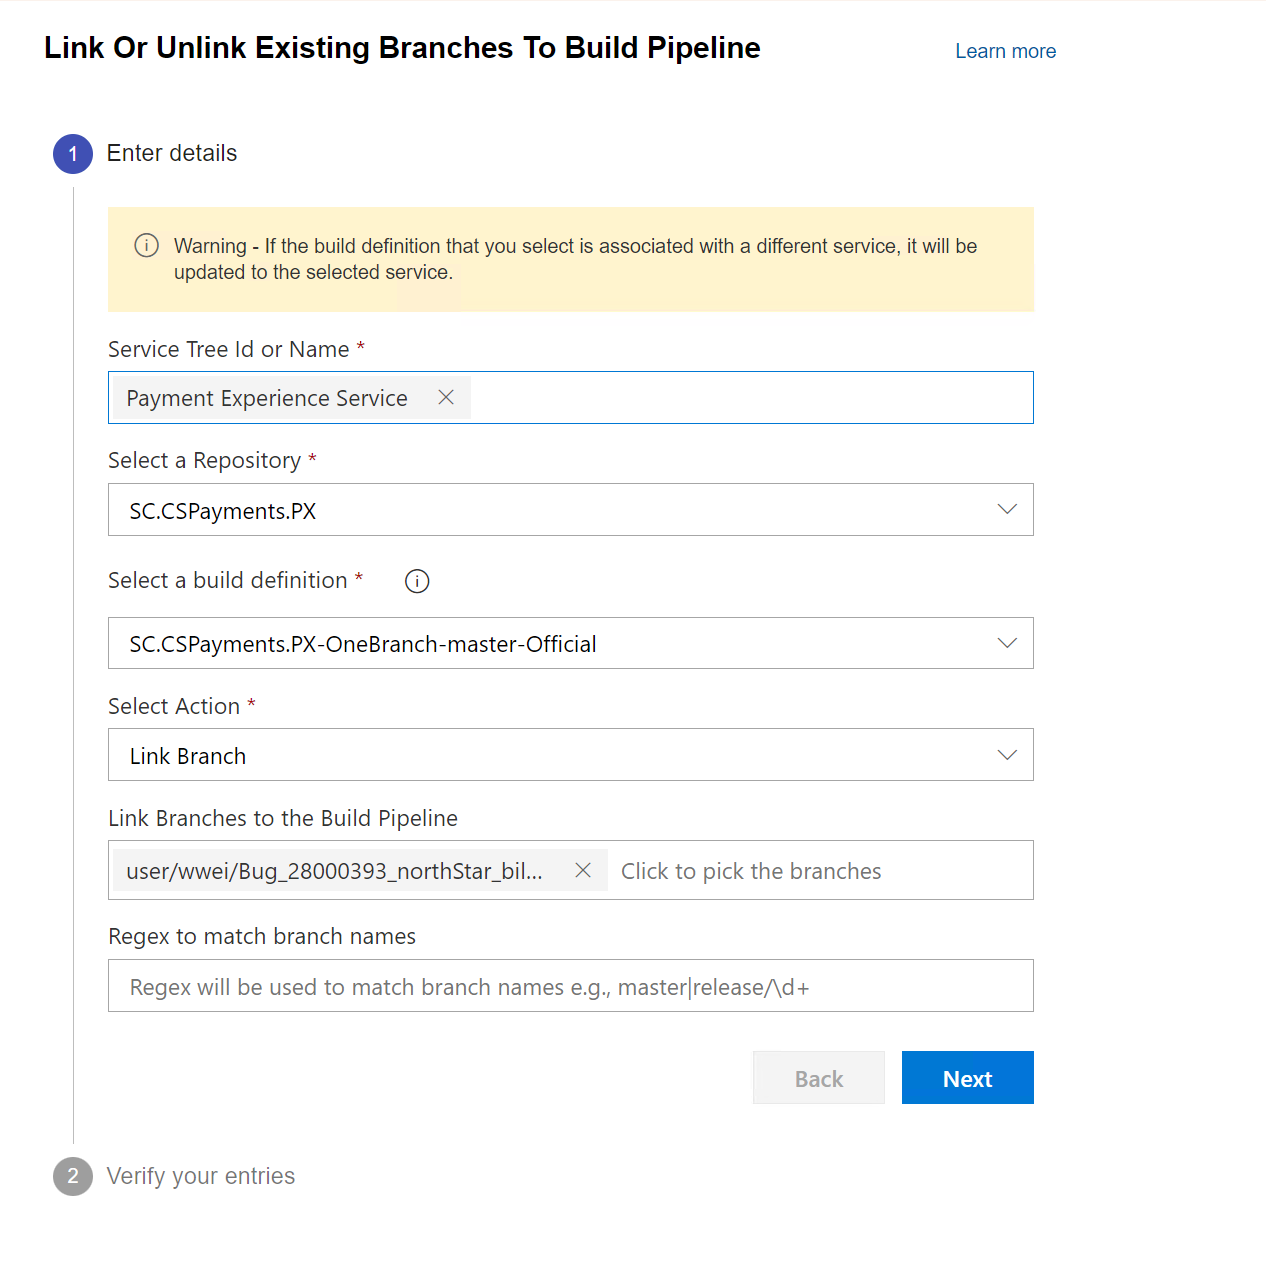 Link Or Unlink Existing Branches To Build Pipeline
Learn more
1 Enter details
Warning - If the build definition that you select is associated with a different service, it will be
updated to the selected service.
Service Tree Id or Name *
Payment Experience Service
Select a Repository *
SC.CSPayments.PX
Select a build definition *
SC.CSPayments.PX-OneBranch-master-Official
Select Action *
Link Branch
Link Branches to the Build Pipeline
user/wwei/Bug_28000393_northStar_bil... Click to pick the branches
Regex to match branch names
Regex will be used to match branch names e.g., master|release/\d+
Back Next
2 Verify your entries